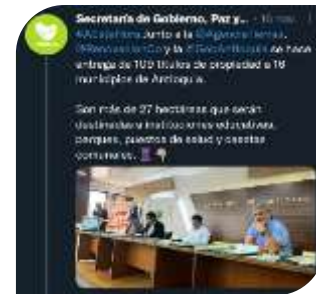 Secretaría de Gobierno, Paz y...
#AEstaHora Junto a la @AgenciaTierras,
@RenovacionCo y la @GobAntioquia se hace
entrega de 109 títulos de propiedad a 16
municipios de Antioquia.
Son más de 27 hectáreas que serán
destinadas a instituciones educativas,
parques, puestos de salud y casetas
comunales.